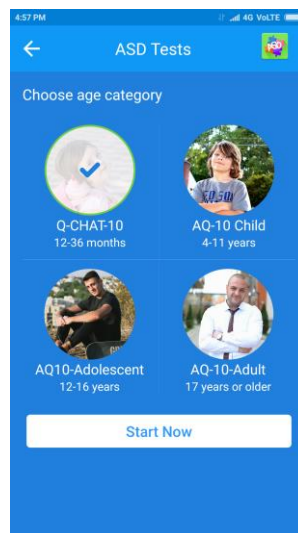 4:57 PM
4G VoLTE
ASD Tests
Choose age category
Q-CHAT-10
12-36 months
AQ-10 Child
4-11 years
AQ10-Adolescent
12-16 years
AQ-10-Adult
17 years or older
Start Now